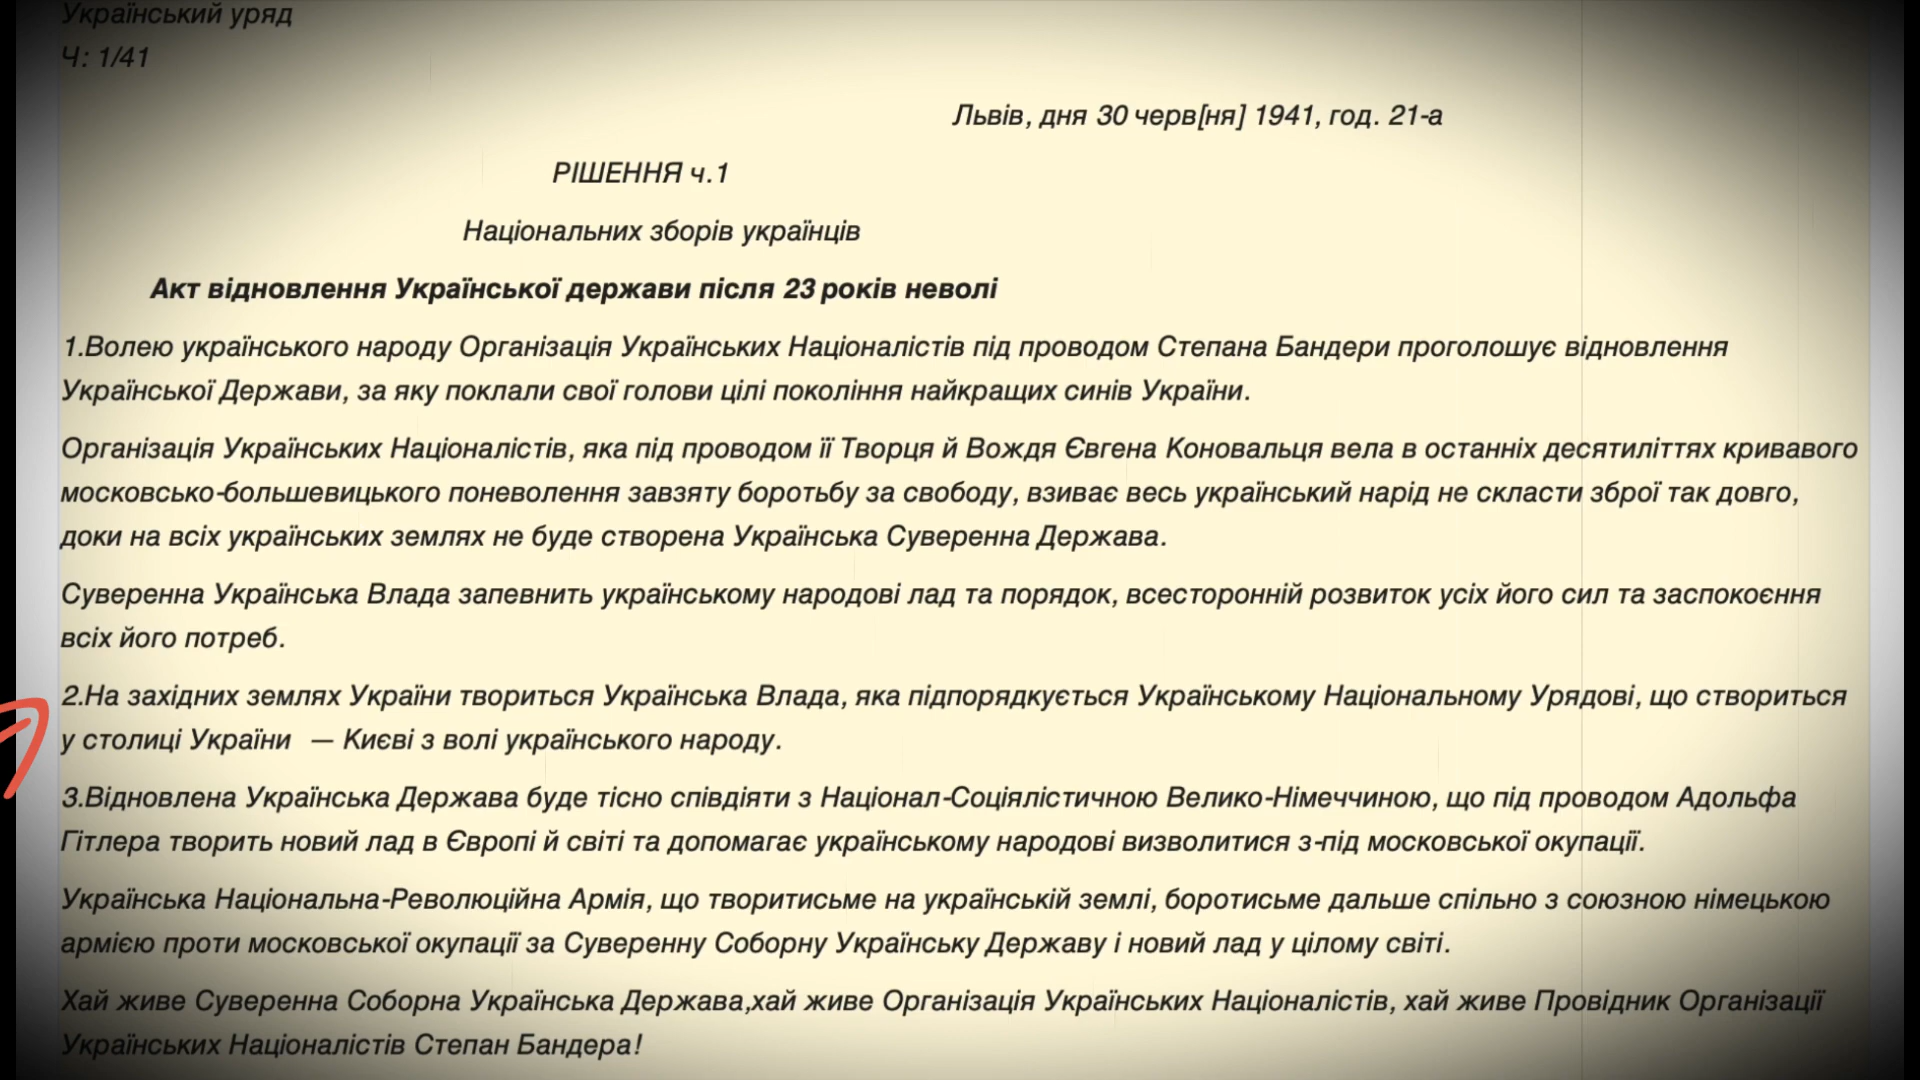 Український уряд
Ч: 1/41
Львів, дня 30 черв[ня] 1941, год. 21-а
РІШЕННЯ ч.1
Національних зборів українців
Акт відновлення Української держави після 23 років неволі
1.Волею українського народу Організація Українських Націоналістів під проводом Степана Бандери проголошує відновлення
Української Держави, за яку поклали свої голови цілі покоління найкращих синів України.
Організація Українських Націоналістів, яка під проводом її Творця й Вождя Євгена Коновальця вела в останніх десятиліттях кривавого
московсько-большевицького поневолення завзяту боротьбу за свободу, взиває весь український нарід не скласти зброї так довго,
доки на всіх українських землях не буде створена Українська Суверенна Держава.
Суверенна Українська Влада запевнить українському народові лад та порядок, всесторонній розвиток усіх його сил та заспокоєння
всіх його потреб.
2.На західних землях України твориться Українська Влада, яка підпорядкується Українському Національному Урядові, що створиться
у столиці України — Києві з волі українського народу.
3.Відновлена Українська Держава буде тісно співдіяти з Націонал-Соціялістичною Велико-Німеччиною, що під проводом Адольфа
Гітлера творить новий лад в Європі й світі та допомагає українському народові визволитися з-під московської окупації.
Українська Національна-Революційна Армія, що творитисьме на українській землі, боротисьме дальше спільно з союзною німецькою
армією проти московської окупації за Суверенну Соборну Українську Державу і новий лад у цілому світі.
Хай живе Суверенна Соборна Українська Держава,хай живе Організація Українських Націоналістів, хай живе Провідник Організації
Українських Націоналістів Степан Бандера!